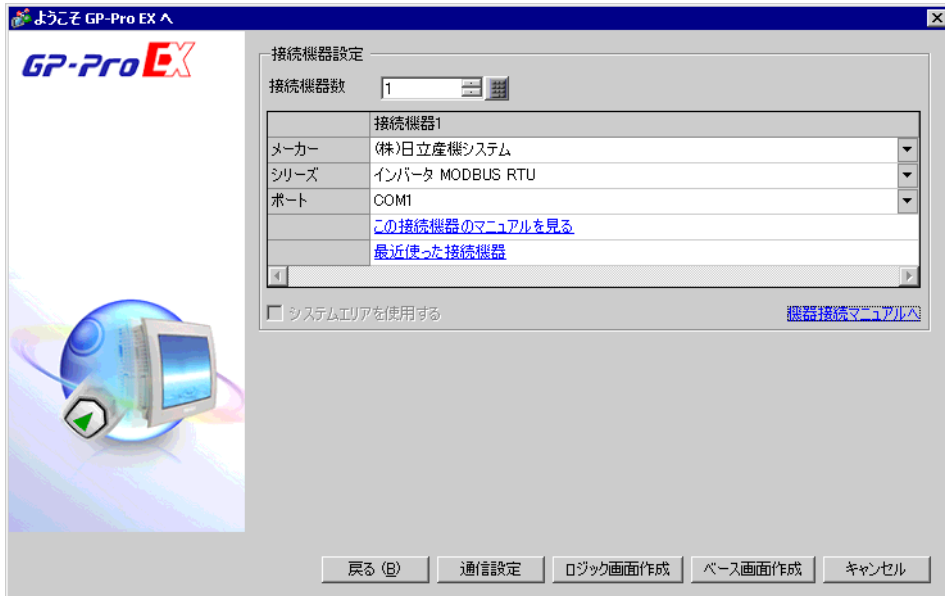 ようこそ GP-Pro EX へ
GP-Pro EX
接続機器設定
接続機器数 1
接続機器1
メーカー (株)日立産機システム
シリーズ インバータ MODBUS RTU
ポート COM1
この接続機器のマニュアルを見る
最近使った接続機器
システムエリアを使用する 機器接続マニュアルへ
戻る (B) 通信設定 ロジック画面作成 ベース画面作成 キャンセル